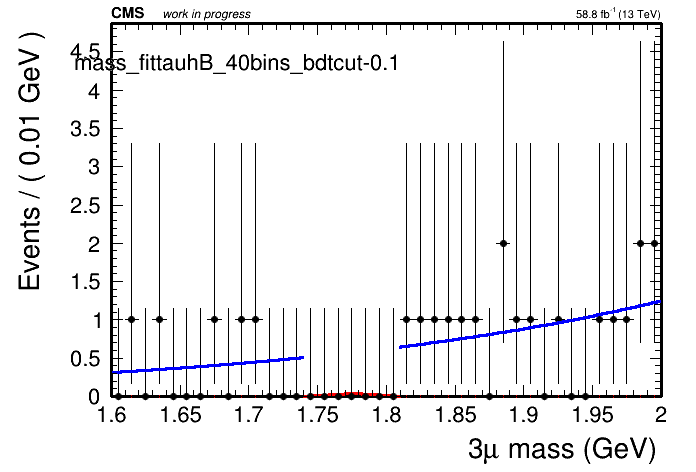 CMS work in progress 58.8 fb-1 (13 TeV)
mass_fittauhB_40bins_bdtcut-0.1
Events / ( 0.01 GeV )
4.5
4
3.5
3
2.5
2
1.5
1
0.5
0
1.6 1.65 1.7 1.75 1.8 1.85 1.9 1.95 2
3μ mass (GeV)